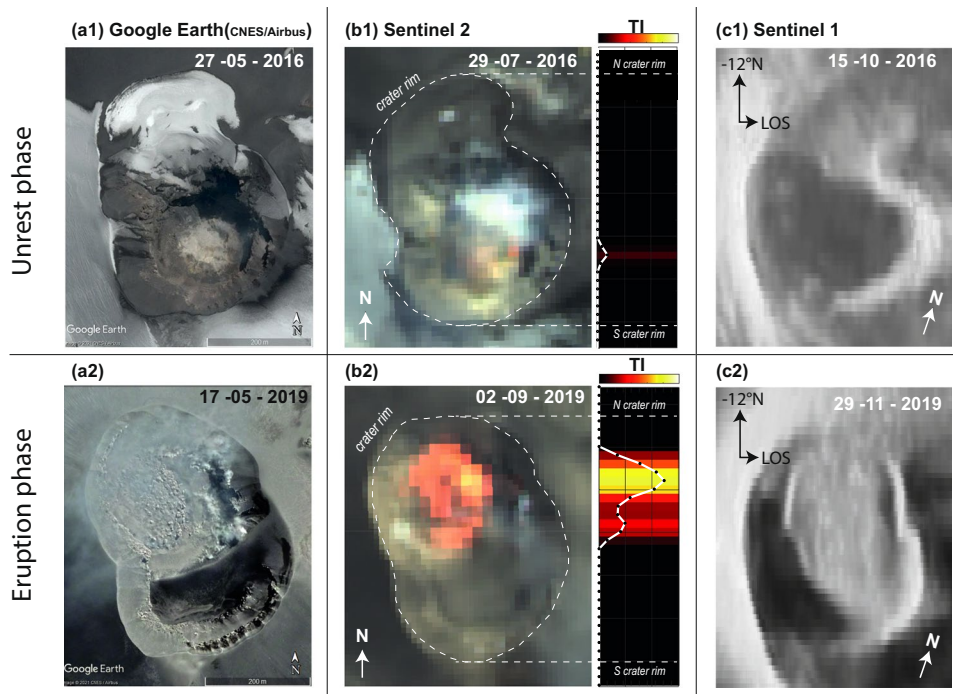 (a1) Google Earth(CNES/Airbus)
(b1) Sentinel 2
TI
(c1) Sentinel 1
Unrest phase
27 -05 - 2016
Google Earth
N
200 m
29 -07 - 2016
crater rim
N
N crater rim
S crater rim
-12°N
LOS
15 -10 - 2016
N
Eruption phase
(a2)
17 -05 - 2019
Google Earth
N
200 m
(b2)
02 -09 - 2019
crater rim
N
TI
N crater rim
S crater rim
(c2)
-12°N
LOS
29 -11 - 2019
N